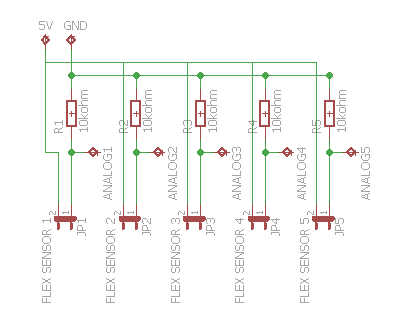 5V GND
R1 10kohm R2 10kohm R3 10kohm R4 10kohm R5 10kohm
ANALOG1 ANALOG2 ANALOG3 ANALOG4 ANALOG5
2 1 2 1 2 1 2 1 2 1
FLEX SENSOR 1 JP1 FLEX SENSOR 2 JP2 FLEX SENSOR 3 JP3 FLEX SENSOR 4 JP4 FLEX SENSOR 5 JP5